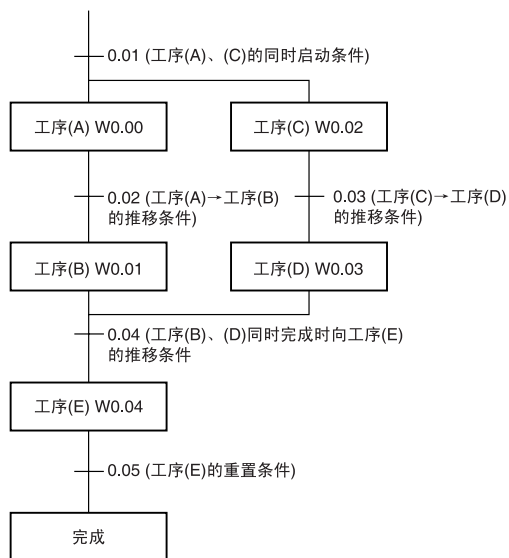 0.01 (工序(A)、(C)的同时启动条件)
工序(A) W0.00
工序(C) W0.02
0.02 (工序(A)→工序(B)
的推移条件)
0.03 (工序(C)→工序(D)
的推移条件)
工序(B) W0.01
工序(D) W0.03
0.04 (工序(B)、(D)同时完成时向工序(E)
的推移条件
工序(E) W0.04
0.05 (工序(E)的重置条件)
完成